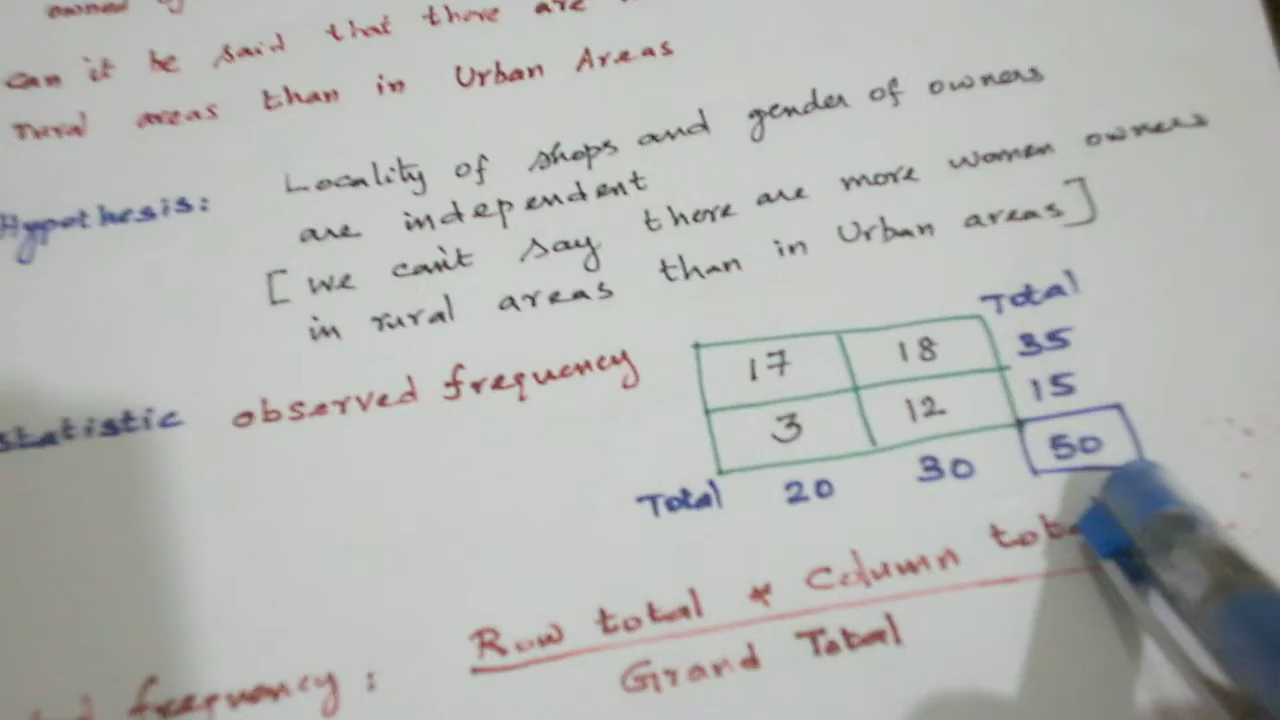 owned
can it be said that there are
rural areas than in Urban Areas
Hypothesis: Locality of shops and gender of owners
are independent
[ we can't say there are more women owners
in rural areas than in Urban areas]
Total
statistic observed frequency 17 18 35
3 12 15
Total 20 30 50
Row total * Column
Grand Total
frequency: